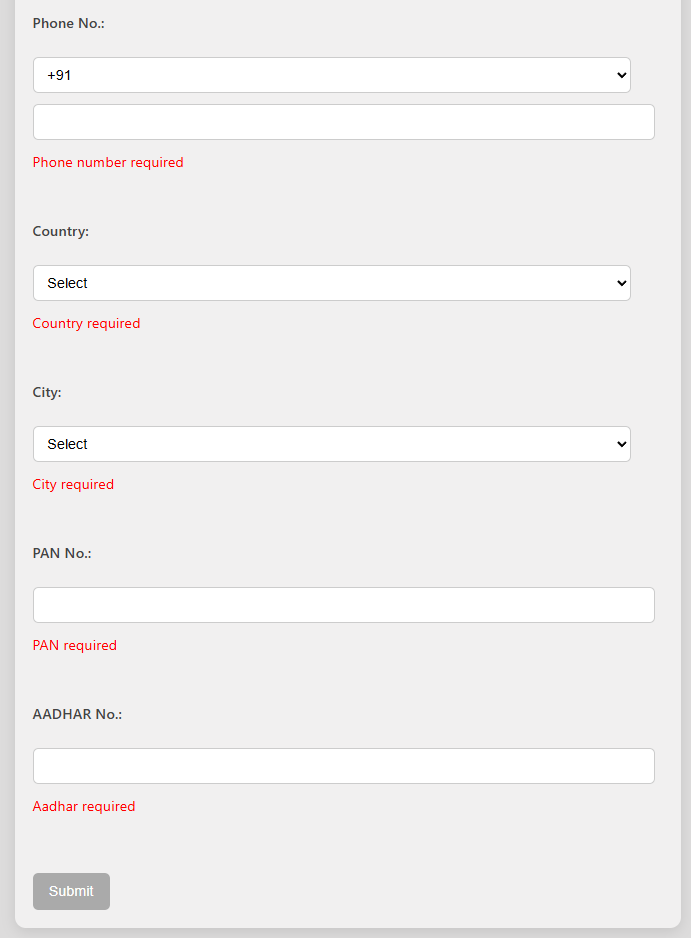 Phone No.:
+91
Phone number required
Country:
Select
Country required
City:
Select
City required
PAN No.:
PAN required
AADHAR No.:
Aadhar required
Submit